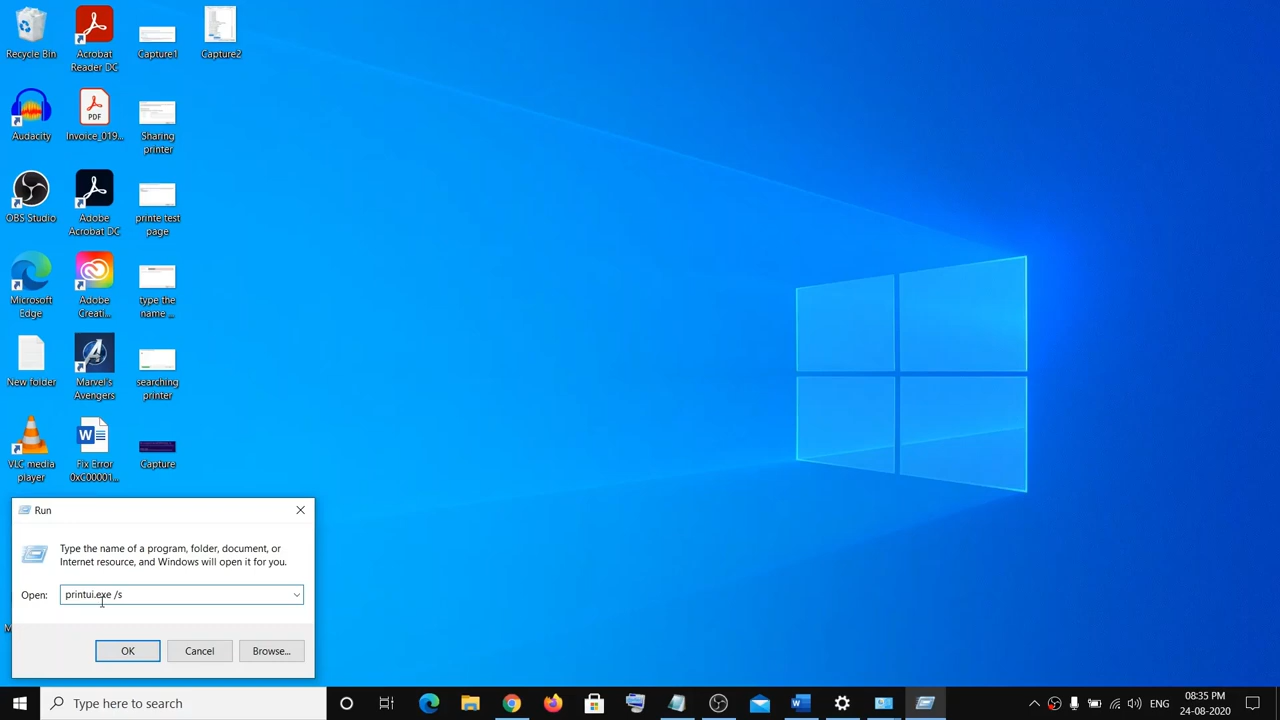 Recycle Bin
Acrobat
Reader DC
Capture1
Capture2
Audacity
PDF
Invoice_019...
Sharing
printer
OBS Studio
Adobe
Acrobat DC
printe test
page
Microsoft
Edge
Adobe
Creati...
type the
name ...
New folder
Marvel's
Avengers
searching
printer
VLC media
player
Fix Error
0xC00001...
Capture
Run
Type the name of a program, folder, document, or
Internet resource, and Windows will open it for you.
Open:
printui.exe /s
OK
Cancel
Browse...
Type here to search
ENG
08:35 PM
24-08-2020